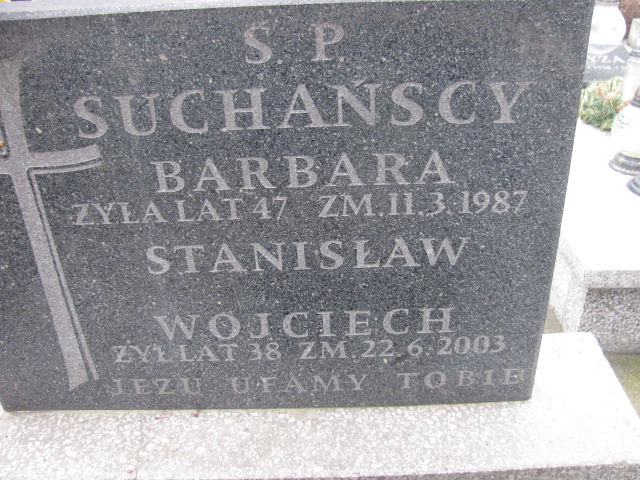 Ś. P.
SUCHAŃSCY
BARBARA
ŻYŁA LAT 47 ZM. 11.3.1987
STANISŁAW
WOJCIECH
ŻYŁ LAT 38 ZM. 22.6.2003
JEZU UFAMY TOBIE